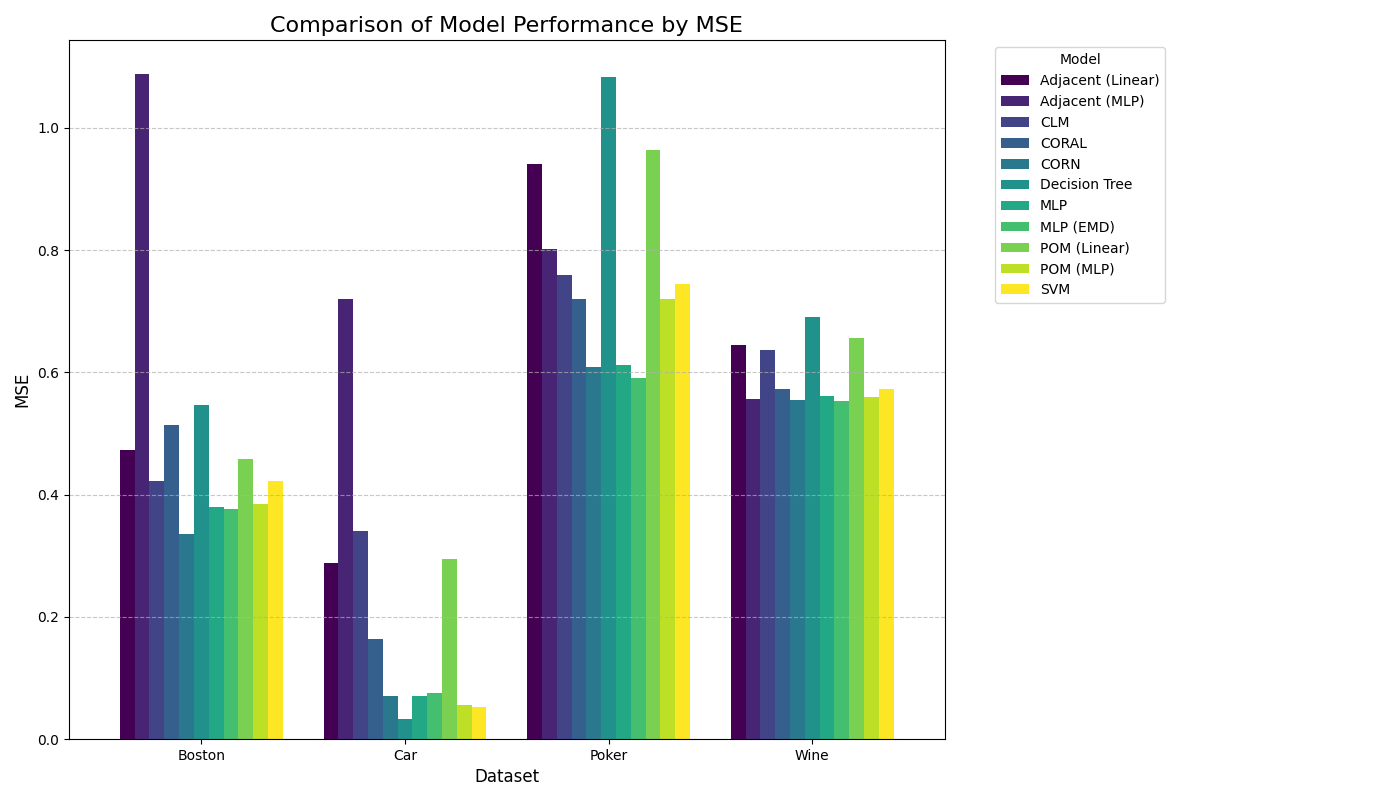 Comparison of Model Performance by MSE
MSE
1.0
0.8
0.6
0.4
0.2
0.0
Boston
Car
Poker
Wine
Dataset
Model
Adjacent (Linear)
Adjacent (MLP)
CLM
CORAL
CORN
Decision Tree
MLP
MLP (EMD)
POM (Linear)
POM (MLP)
SVM